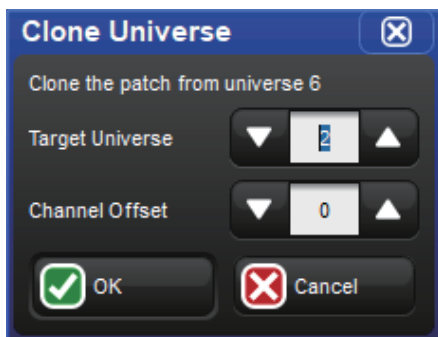 Clone Universe
Clone the patch from universe 6
Target Universe 2
Channel Offset 0
OK Cancel